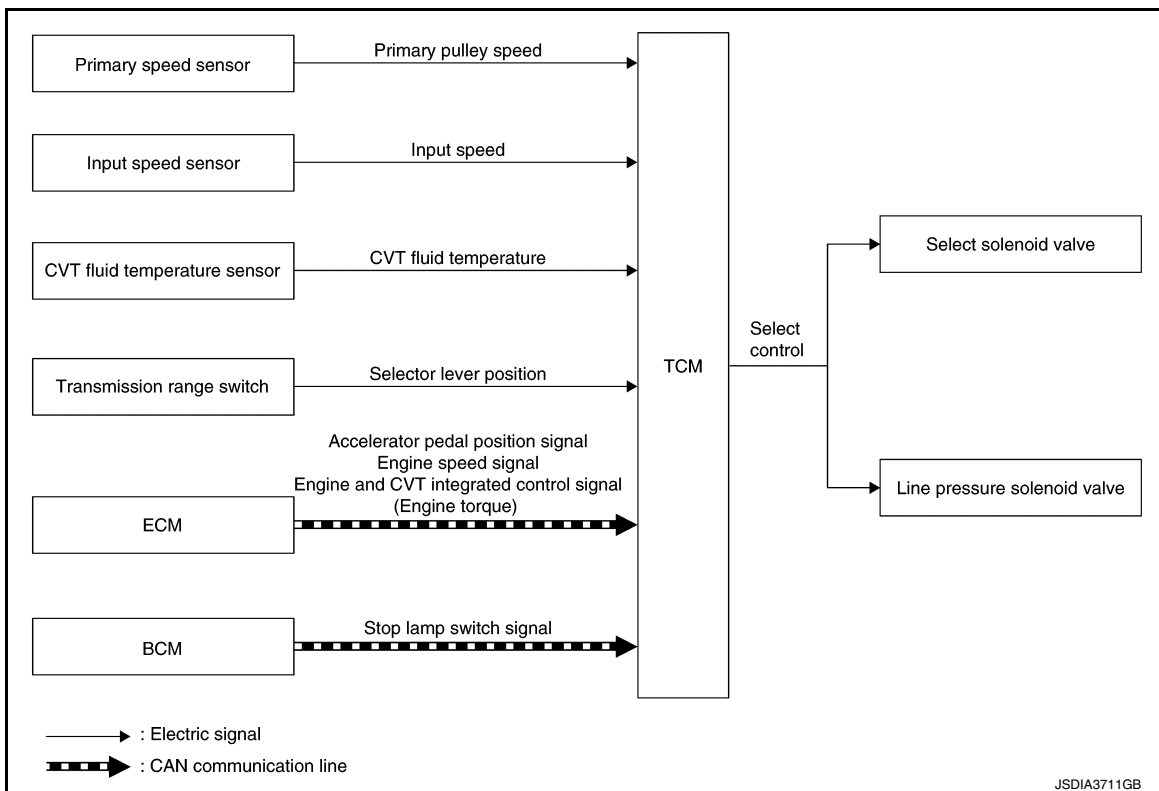 Primary speed sensor
Primary pulley speed
Input speed sensor
Input speed
CVT fluid temperature sensor
CVT fluid temperature
Transmission range switch
Selector lever position
ECM
Accelerator pedal position signal
Engine speed signal
Engine and CVT integrated control signal
(Engine torque)
BCM
Stop lamp switch signal
TCM
Select
control
Select solenoid valve
Line pressure solenoid valve
: Electric signal
: CAN communication line
JSDIA3711GB